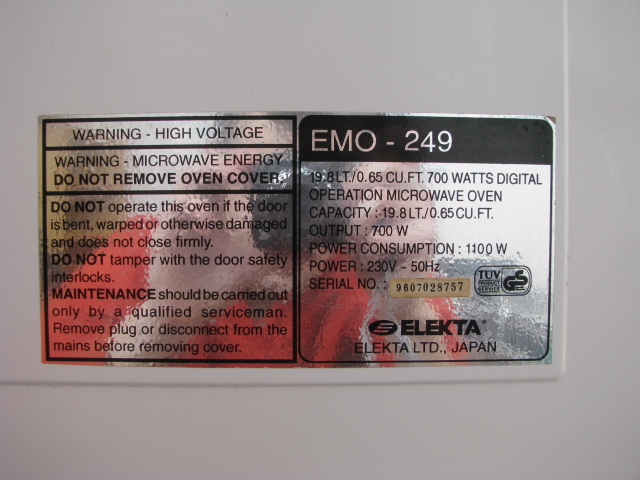 WARNING - HIGH VOLTAGE
WARNING - MICROWAVE ENERGY
DO NOT REMOVE OVEN COVER
DO NOT operate this oven if the door
is bent, warped or otherwise damaged
and does not close firmly.
DO NOT tamper with the door safety
interlocks.
MAINTENANCE should be carried out
only by a qualified serviceman.
Remove plug or disconnect from the
mains before removing cover.
EMO - 249
19.8 LT./0.65 CU.FT. 700 WATTS DIGITAL
OPERATION MICROWAVE OVEN
CAPACITY : 19.8 LT./0.65 CU.FT.
OUTPUT : 700 W
POWER CONSUMPTION : 1100 W
POWER : 230V ~ 50Hz
SERIAL NO. : 9607028757
TUV
PRODUCT
SERVICE
GS
ELEKTA
ELEKTA LTD., JAPAN